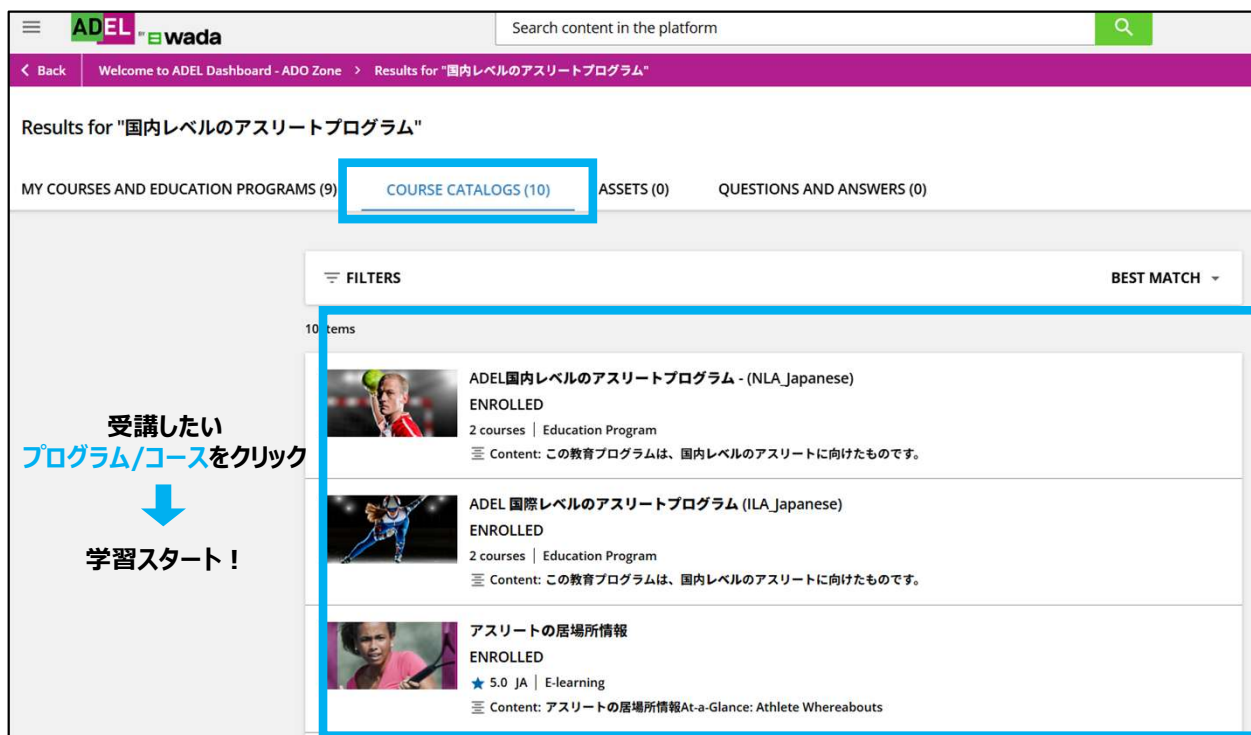 ADEL BY wada
Search content in the platform
Back Welcome to ADEL Dashboard - ADO Zone > Results for "国内レベルのアスリートプログラム"
Results for "国内レベルのアスリートプログラム"
MY COURSES AND EDUCATION PROGRAMS (9) COURSE CATALOGS (10) ASSETS (0) QUESTIONS AND ANSWERS (0)
FILTERS BEST MATCH
10 items
ADEL国内レベルのアスリートプログラム - (NLA_Japanese)
ENROLLED
2 courses | Education Program
Content: この教育プログラムは、国内レベルのアスリートに向けたものです。
受講したい
プログラム/コースをクリック
学習スタート！
ADEL 国際レベルのアスリートプログラム (ILA_Japanese)
ENROLLED
2 courses | Education Program
Content: この教育プログラムは、国内レベルのアスリートに向けたものです。
アスリートの居場所情報
ENROLLED
★ 5.0 JA | E-learning
Content: アスリートの居場所情報At-a-Glance: Athlete Whereabouts